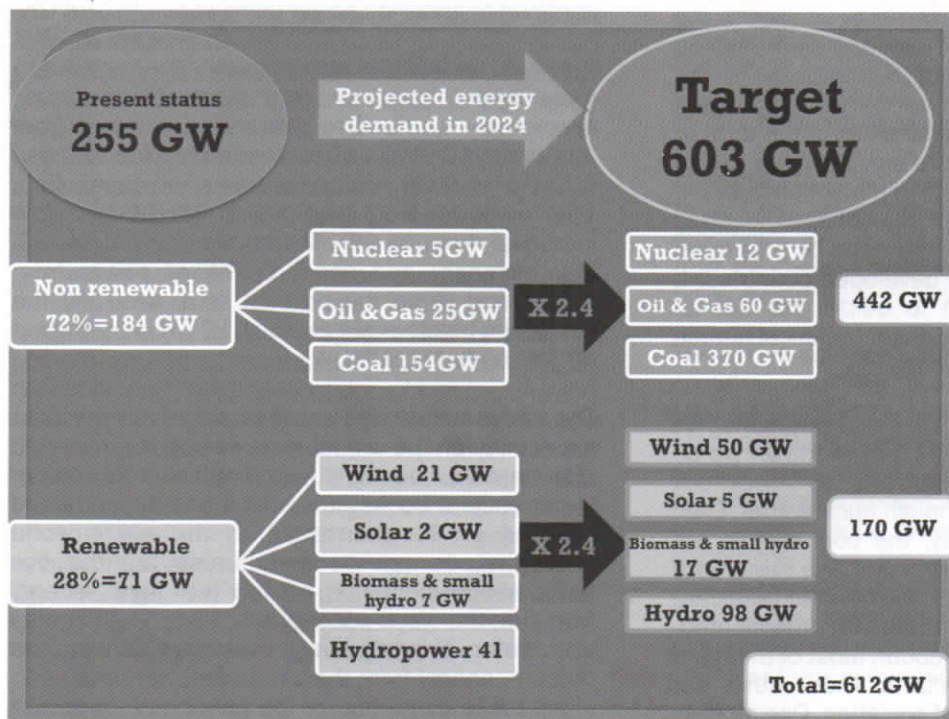 Present status
255 GW
Projected energy
demand in 2024
Target
603 GW
Non renewable
72%=184 GW
Nuclear 5GW
Oil &Gas 25GW
Coal 154GW
X 2.4
Nuclear 12 GW
Oil & Gas 60 GW
Coal 370 GW
442 GW
Renewable
28%=71 GW
Wind 21 GW
Solar 2 GW
Biomass & small
hydro 7 GW
Hydropower 41
X 2.4
Wind 50 GW
Solar 5 GW
Biomass & small hydro
17 GW
Hydro 98 GW
170 GW
Total=612GW